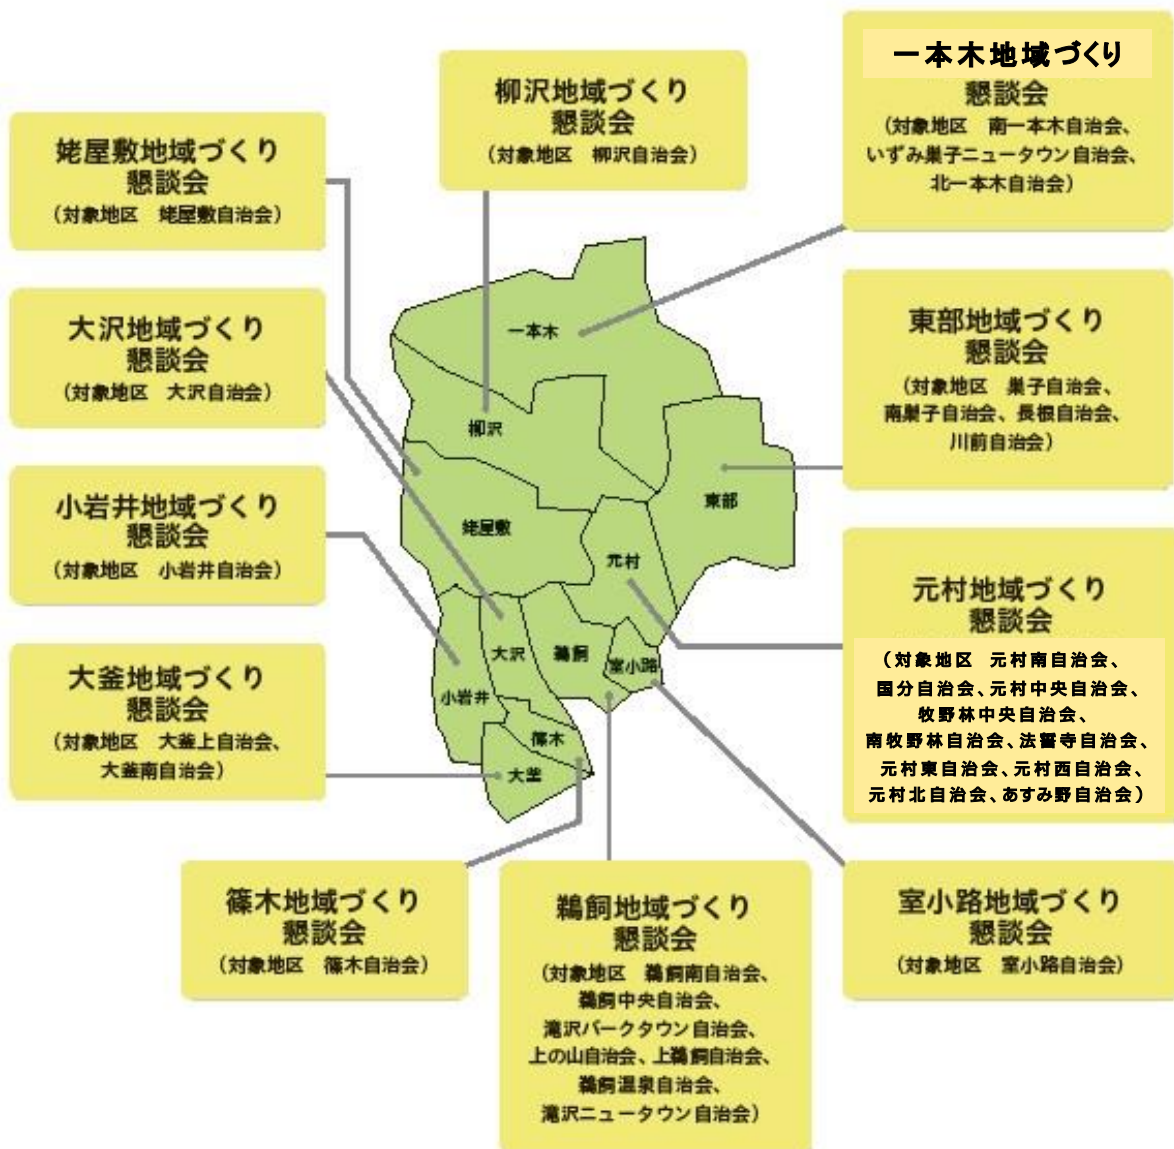 一本木地域づくり
懇談会
(対象地区　南一本木自治会、
いずみ巣子ニュータウン自治会、
北一本木自治会)
柳沢地域づくり
懇談会
(対象地区　柳沢自治会)
姥屋敷地域づくり
懇談会
(対象地区　姥屋敷自治会)
大沢地域づくり
懇談会
(対象地区　大沢自治会)
東部地域づくり
懇談会
(対象地区　巣子自治会、
南巣子自治会、長根自治会、
川前自治会)
小岩井地域づくり
懇談会
(対象地区　小岩井自治会)
元村地域づくり
懇談会
(対象地区　元村南自治会、
国分自治会、元村中央自治会、
牧野林中央自治会、
南牧野林自治会、法誓寺自治会、
元村東自治会、元村西自治会、
元村北自治会、あすみ野自治会)
大釜地域づくり
懇談会
(対象地区　大釜上自治会、
大釜南自治会)
一本木
柳沢
東部
姥屋敷
元村
大沢
鵜飼
室小路
小岩井
篠木
大釜
篠木地域づくり
懇談会
(対象地区　篠木自治会)
鵜飼地域づくり
懇談会
(対象地区　鵜飼南自治会、
鵜飼中央自治会、
滝沢パークタウン自治会、
上の山自治会、上鵜飼自治会、
鵜飼温泉自治会、
滝沢ニュータウン自治会)
室小路地域づくり
懇談会
(対象地区　室小路自治会)